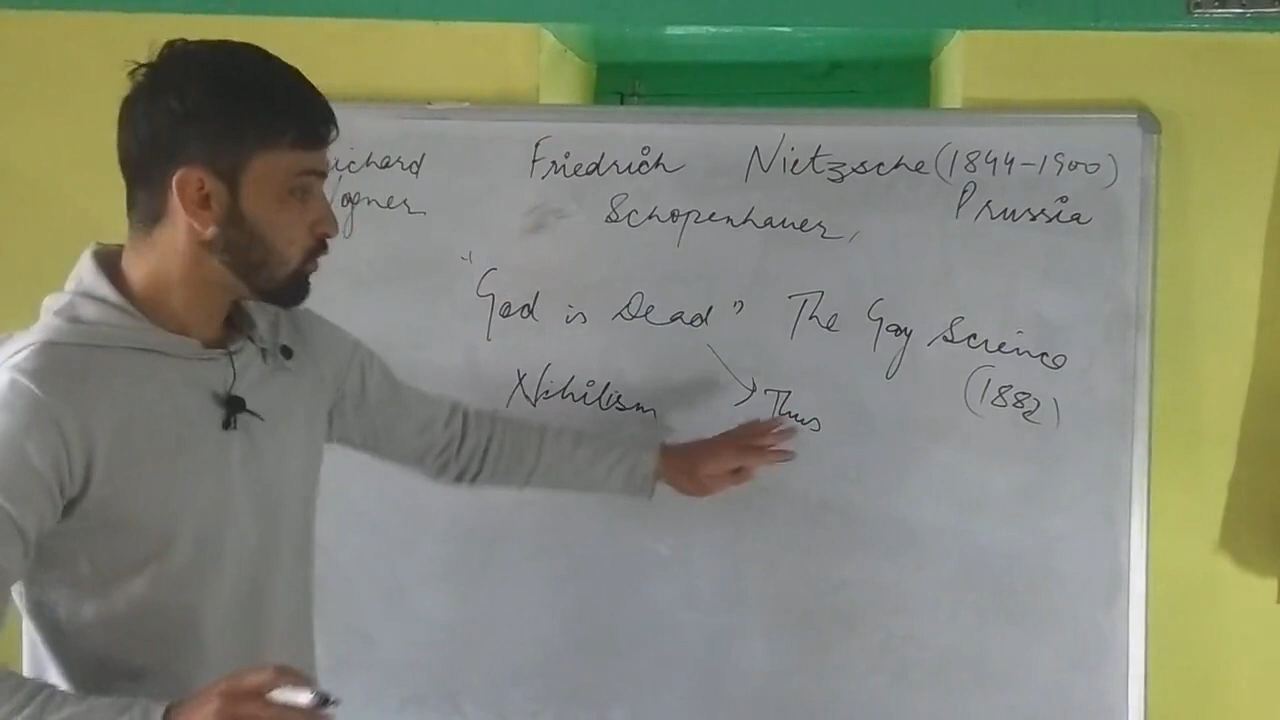 ichard Friedrich Nietzsche (1844-1900)
agner Schopenhauer, Prussia
"God is Dead" The Gay Science
(1882)
Nihilism Thus